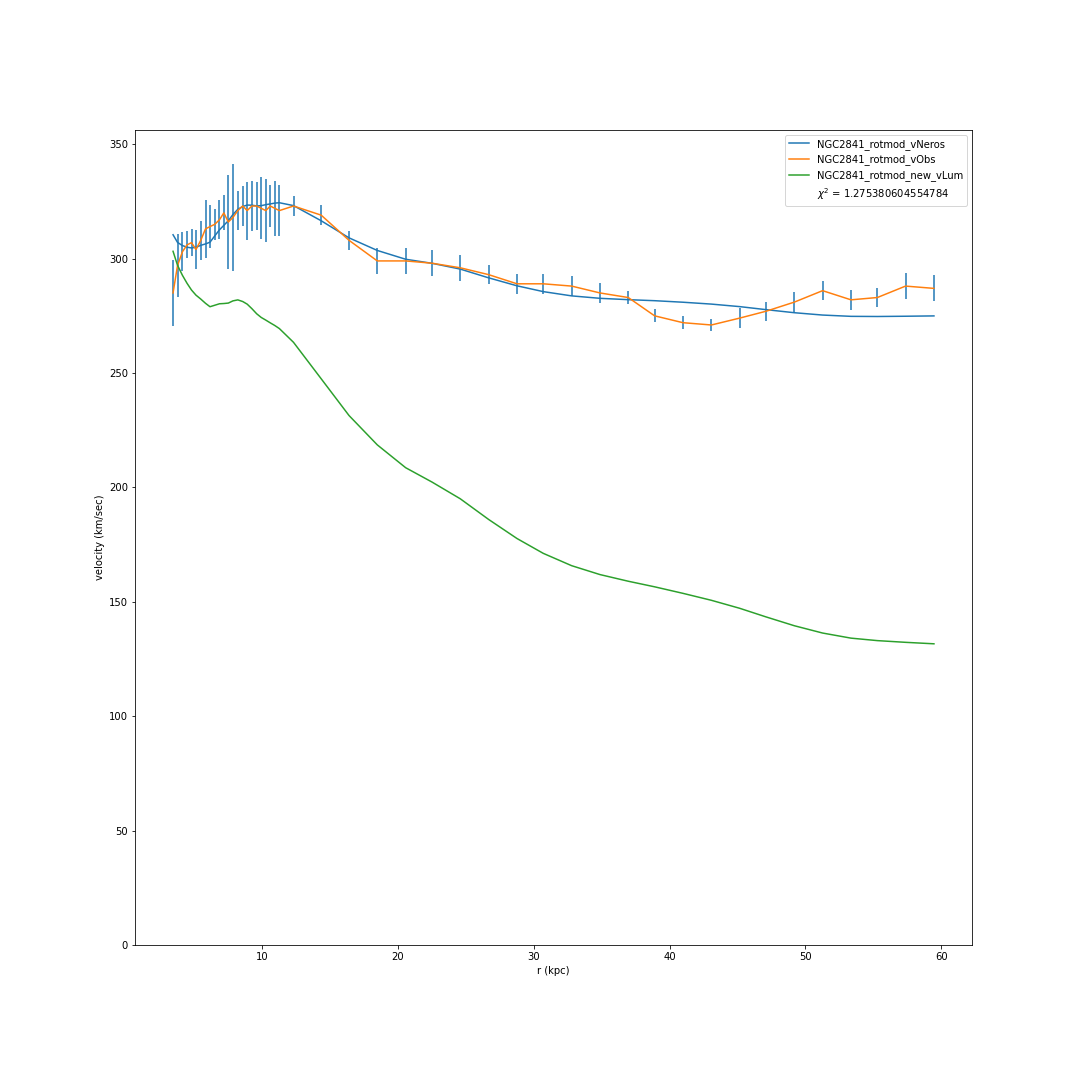 NGC2841_rotmod_vNeros
NGC2841_rotmod_vObs
NGC2841_rotmod_new_vLum
χ² = 1.275380604554784
350
300
250
200
150
100
50
0
velocity (km/sec)
10 20 30 40 50 60
r (kpc)